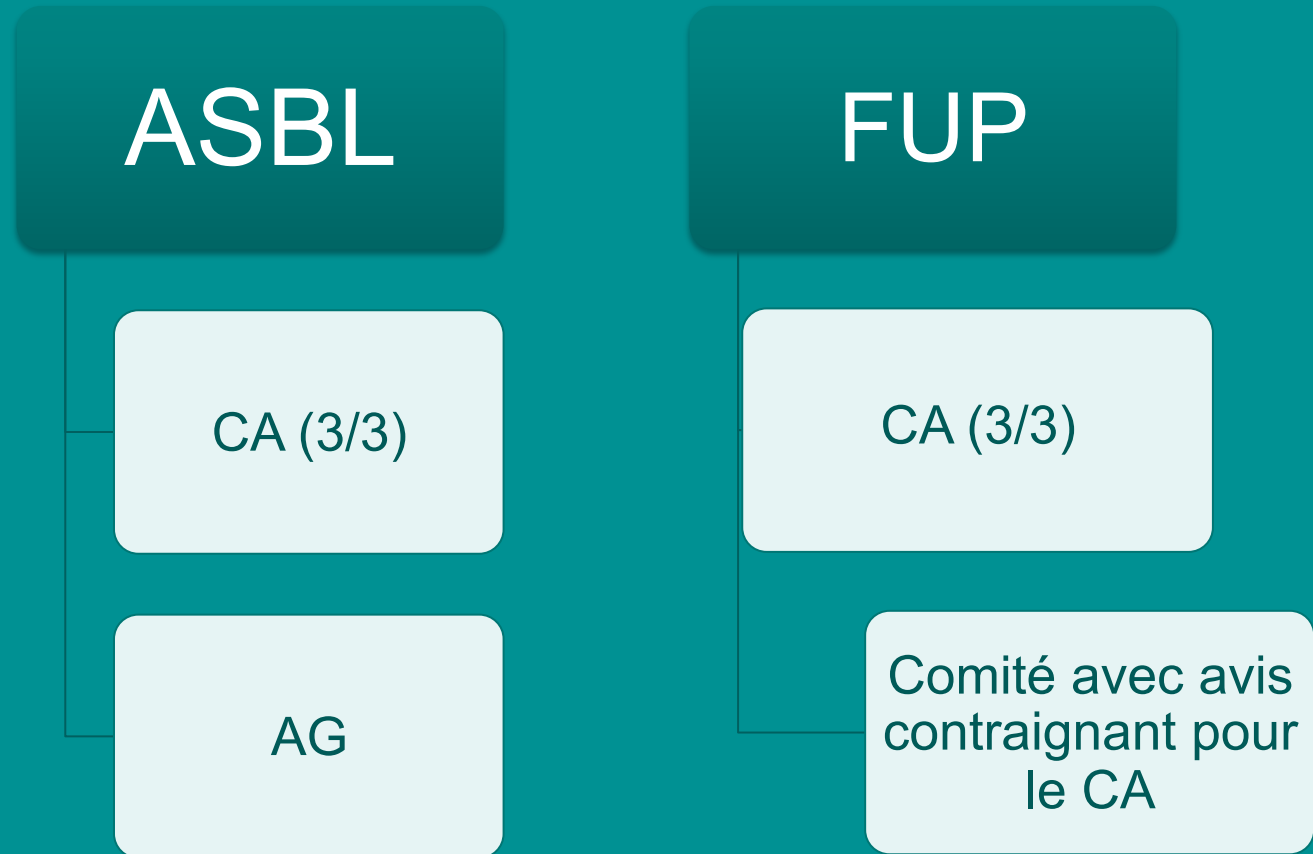 ASBL
CA (3/3)
AG
FUP
CA (3/3)
Comité avec avis
contraignant pour
le CA